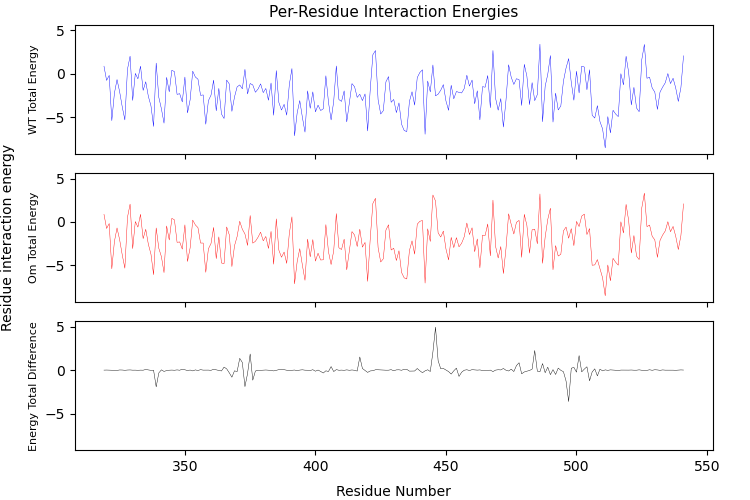 Per-Residue Interaction Energies
Residue interaction energy
WT Total Energy
5
0
−5
Om Total Energy
5
0
−5
Energy Total Difference
5
0
−5
350 400 450 500 550
Residue Number